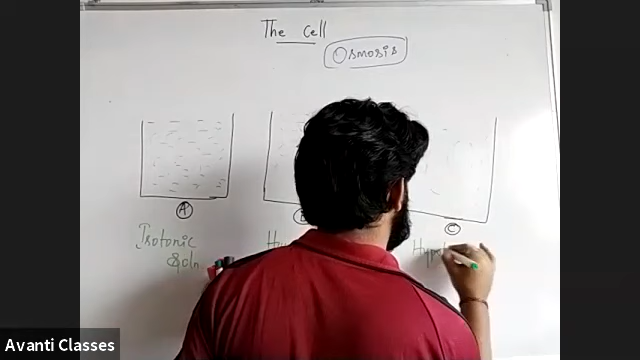 The Cell
Osmosis
A
C
Isotonic
Soln
Avanti Classes